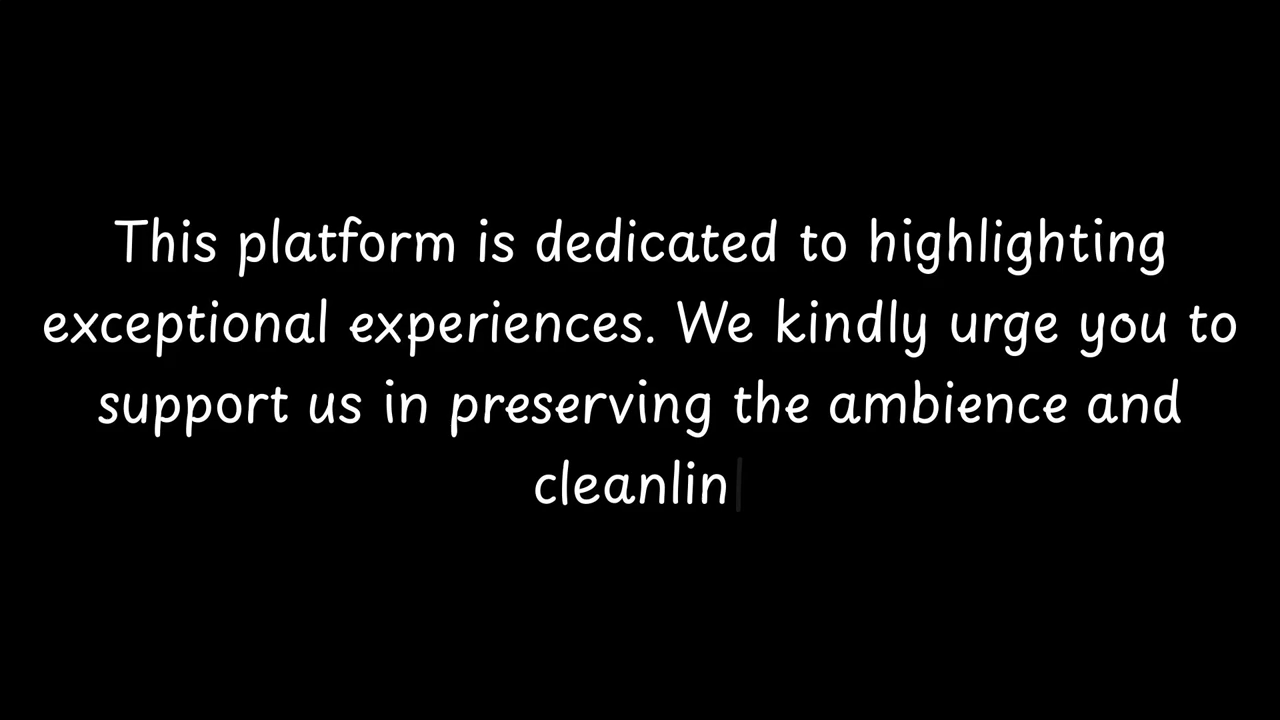 This platform is dedicated to highlighting
exceptional experiences. We kindly urge you to
support us in preserving the ambience and
cleanlin